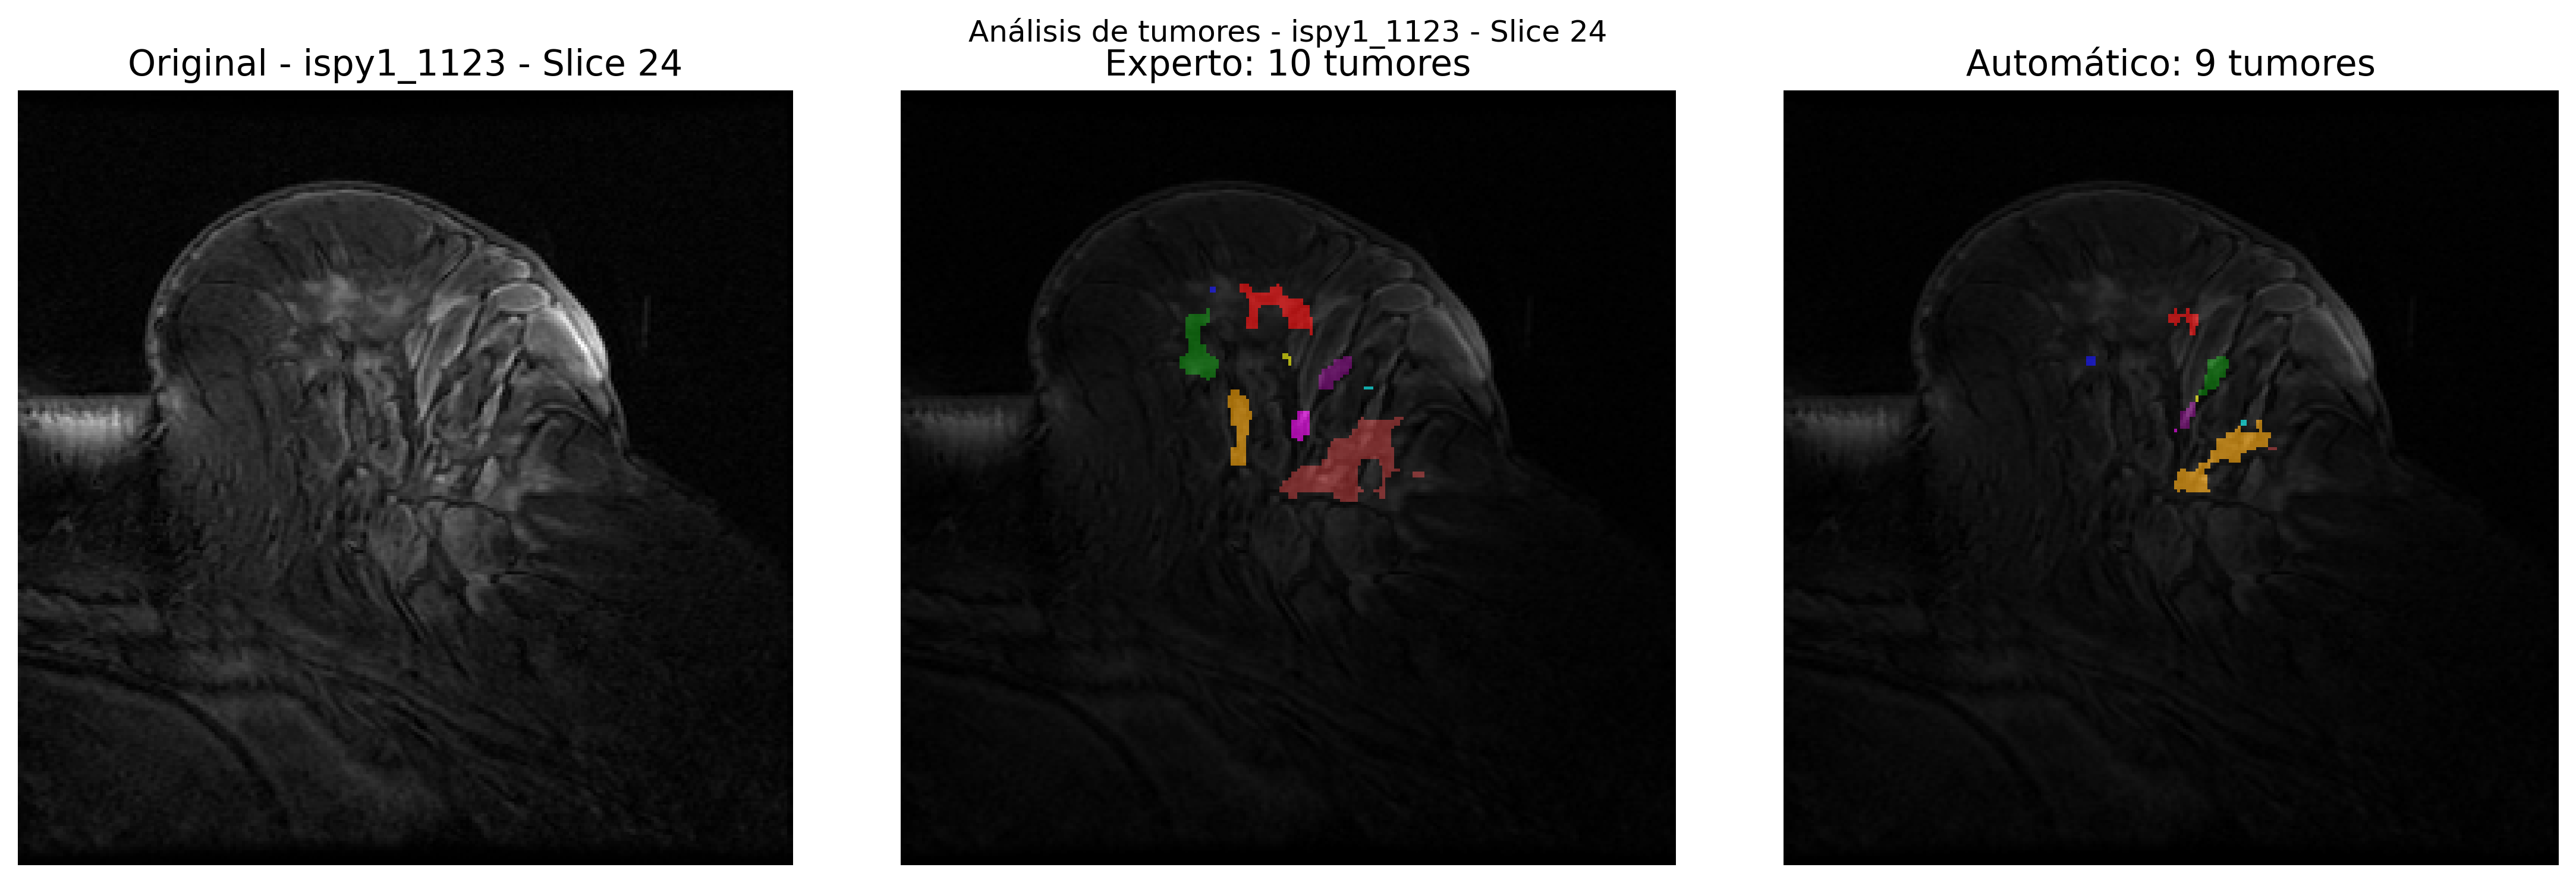 Análisis de tumores - ispy1_1123 - Slice 24
Original - ispy1_1123 - Slice 24
Experto: 10 tumores
Automático: 9 tumores